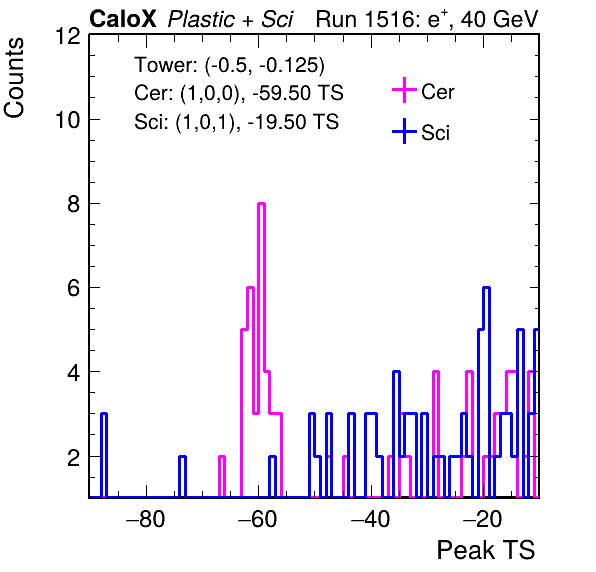 CaloX Plastic + Sci Run 1516: e⁺, 40 GeV
Counts
12
10
8
6
4
2
Tower: (-0.5, -0.125)
Cer: (1,0,0), -59.50 TS
Sci: (1,0,1), -19.50 TS
Cer
Sci
−80 −60 −40 −20
Peak TS